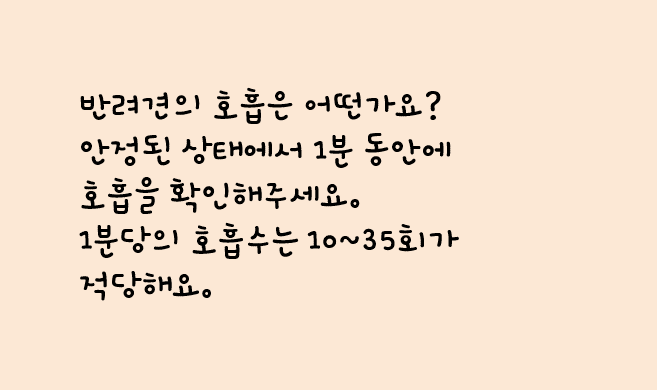 반려견의 호흡은 어떤가요?
안정된 상태에서 1분 동안에
호흡을 확인해주세요.
1분당의 호흡수는 10~35회가
적당해요.